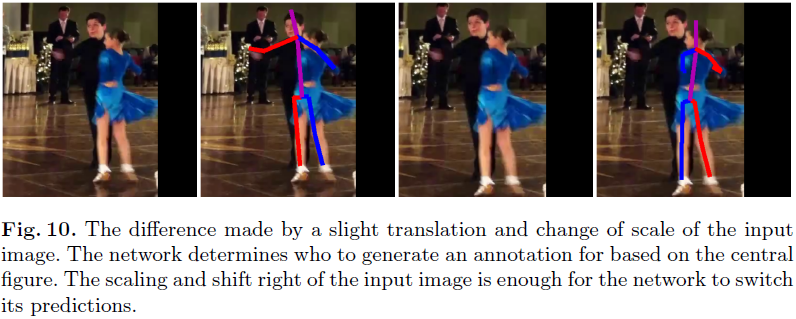 Fig. 10. The difference made by a slight translation and change of scale of the input
image. The network determines who to generate an annotation for based on the central
figure. The scaling and shift right of the input image is enough for the network to switch
its predictions.